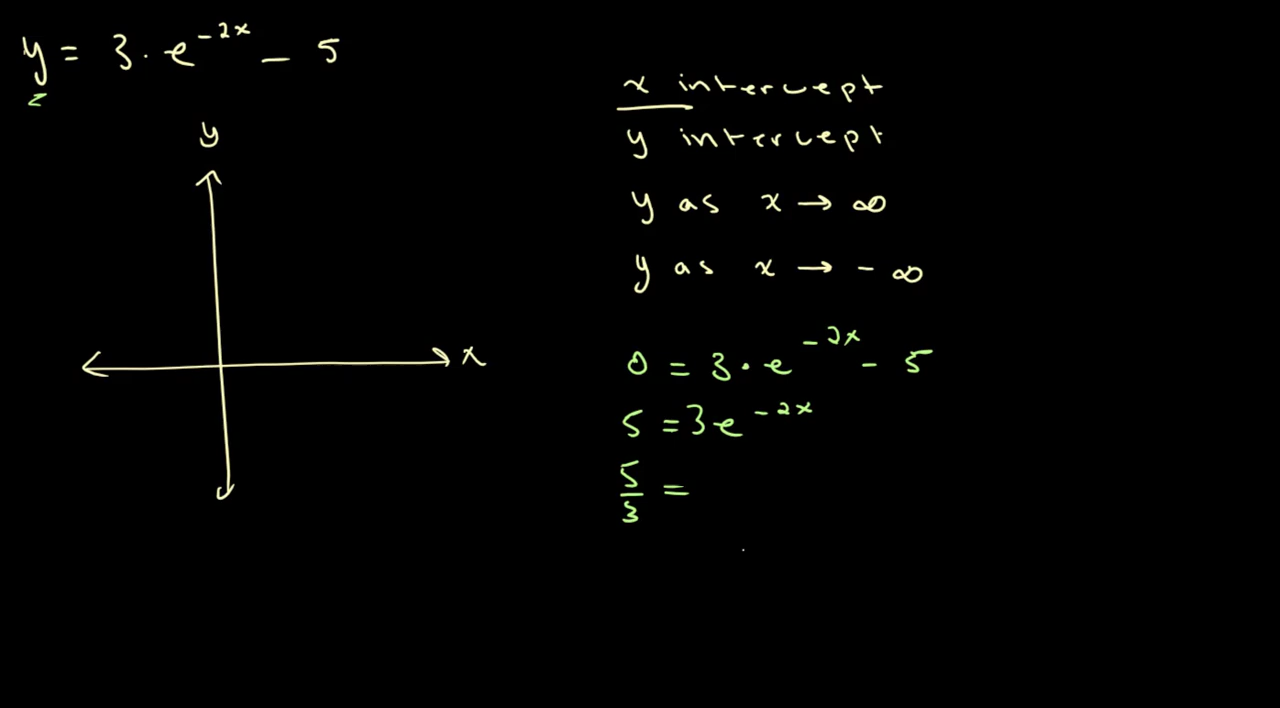 y = 3 · e^{-2x} - 5
x intercept
y intercept
y as x → ∞
y as x → - ∞
y
x
0 = 3 · e^{-2x} - 5
5 = 3e^{-2x}
5/3 =